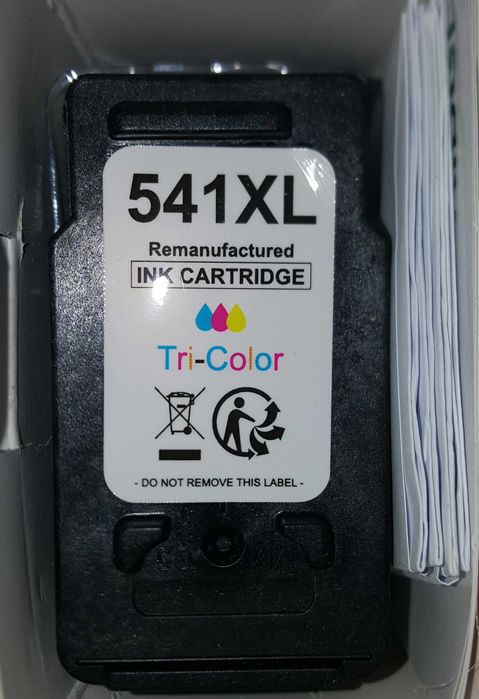 541XL
Remanufactured
INK CARTRIDGE
Tri-Color
- DO NOT REMOVE THIS LABEL -